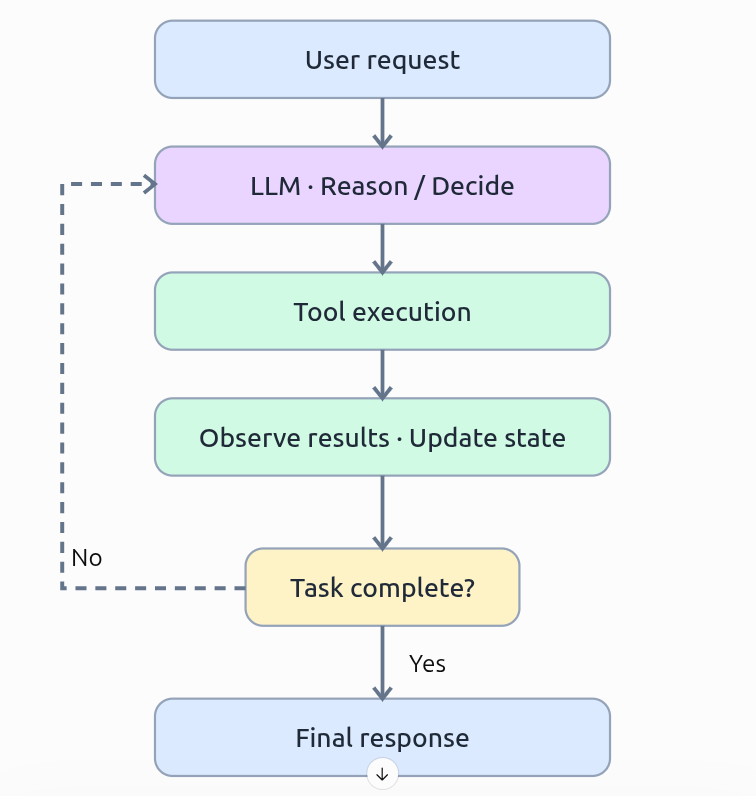 User request
LLM · Reason / Decide
Tool execution
Observe results · Update state
No
Task complete?
Yes
Final response